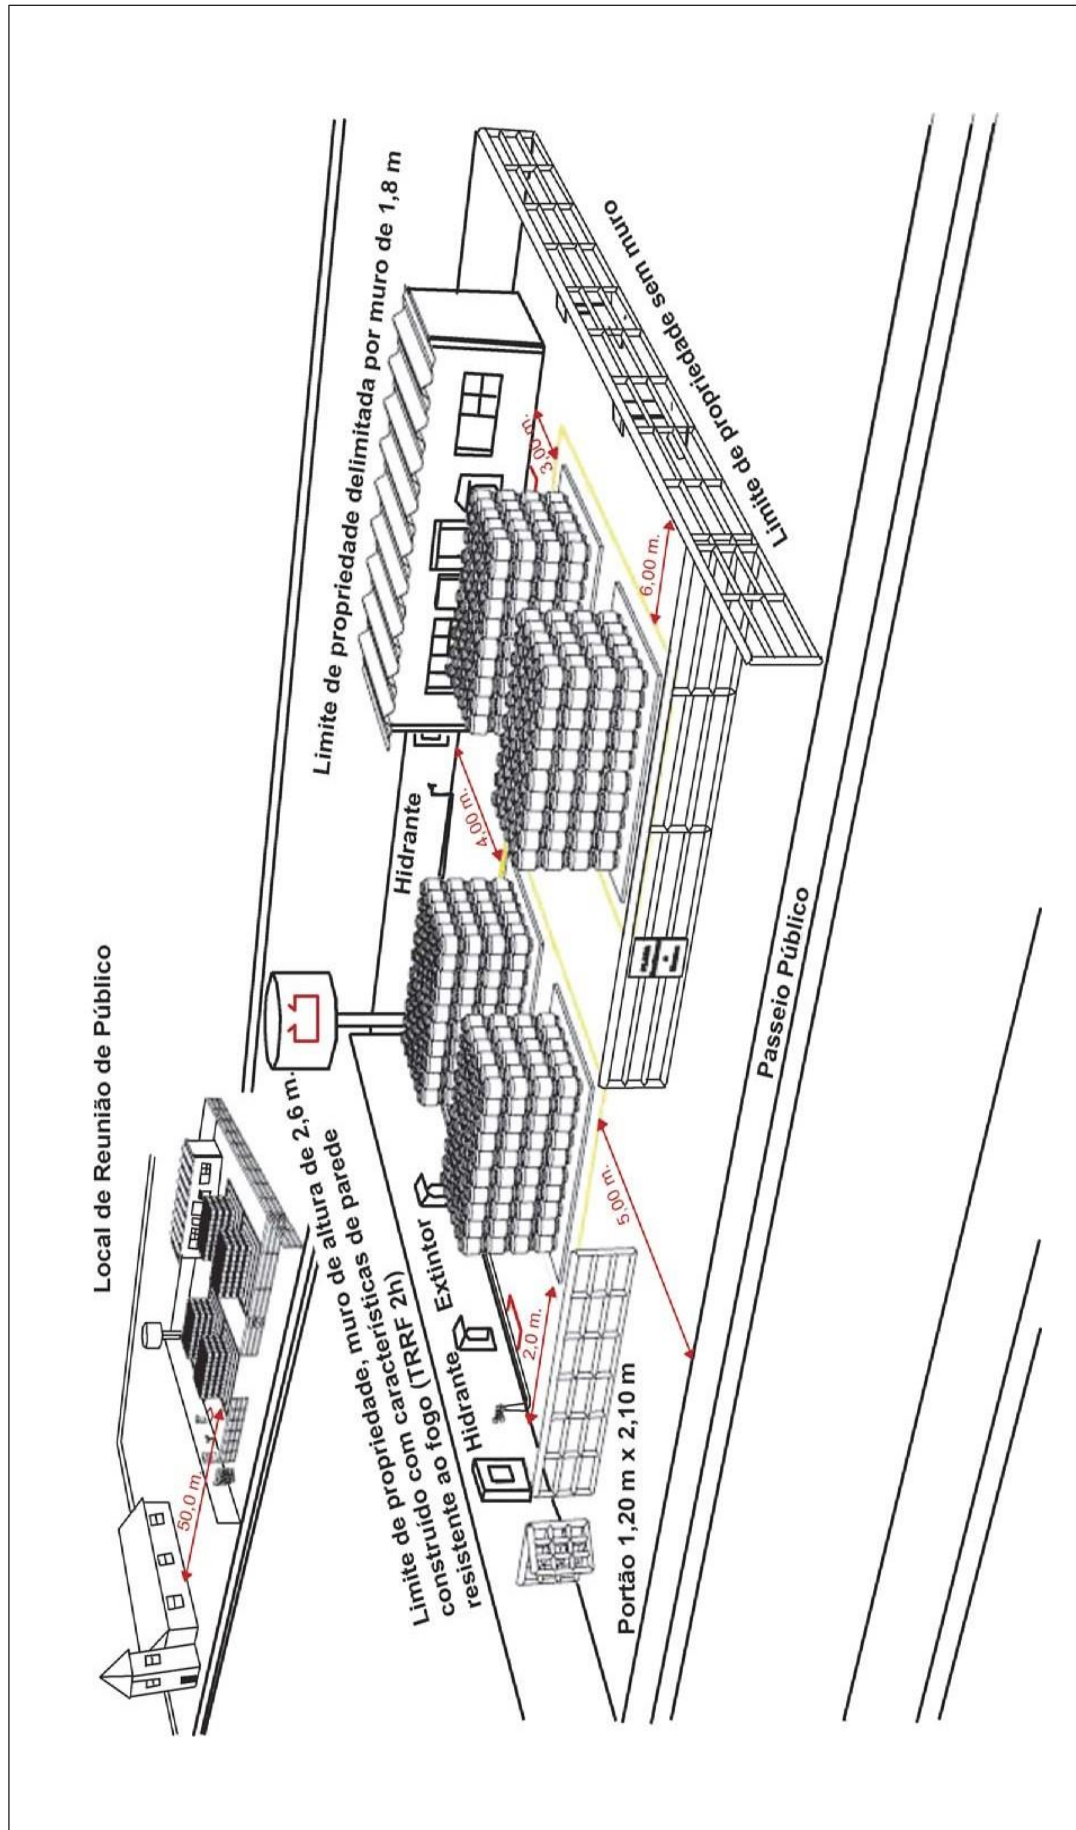 Local de Reunião de Público
50,0 m.
Limite de propriedade, muro de altura de 2,6 m.
construído com características de parede
resistente ao fogo (TRRF 2h)
Limite de propriedade delimitada por muro de 1,8 m
Hidrante
Extintor
Hidrante
2,0 m.
4,00 m.
3,00 m.
6,00 m.
5,00 m.
Limite de propriedade sem muro
Portão 1,20 m x 2,10 m
Passeio Público